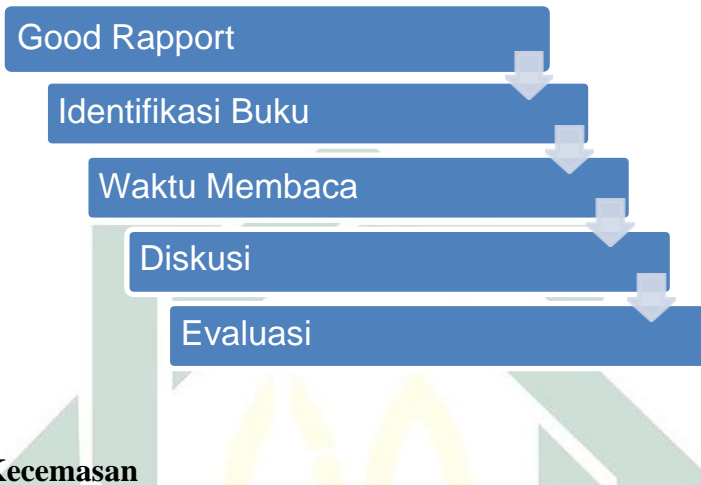 Good Rapport
Identifikasi Buku
Waktu Membaca
Diskusi
Evaluasi
Kecemasan